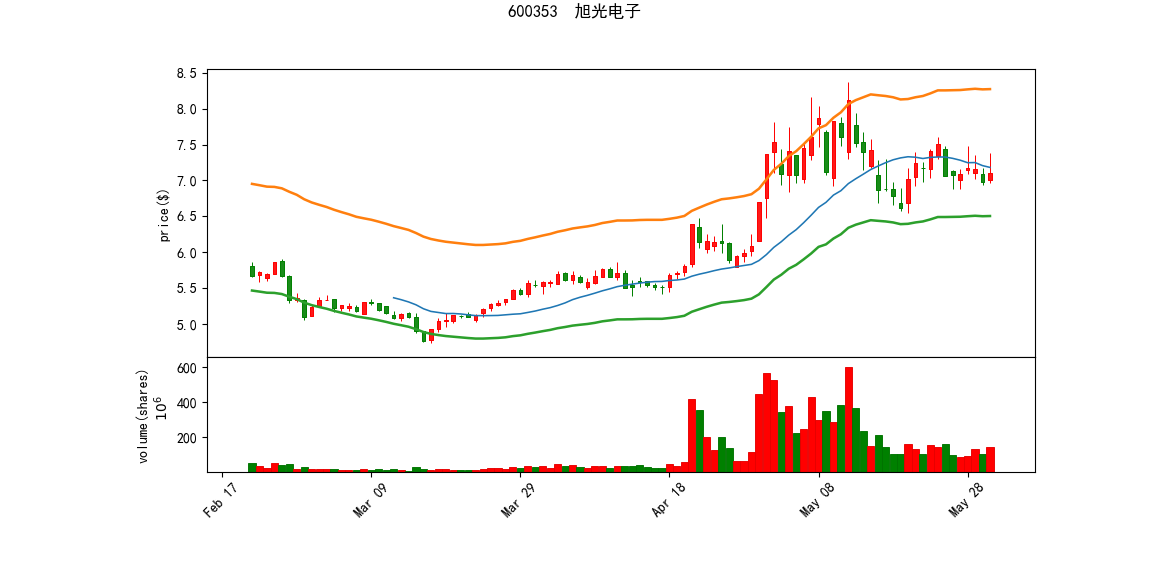 600353  旭光电子
price($)
8.5
8.0
7.5
7.0
6.5
6.0
5.5
5.0
volume(shares)
10^6
600
400
200
Feb 17
Mar 09
Mar 29
Apr 18
May 08
May 28